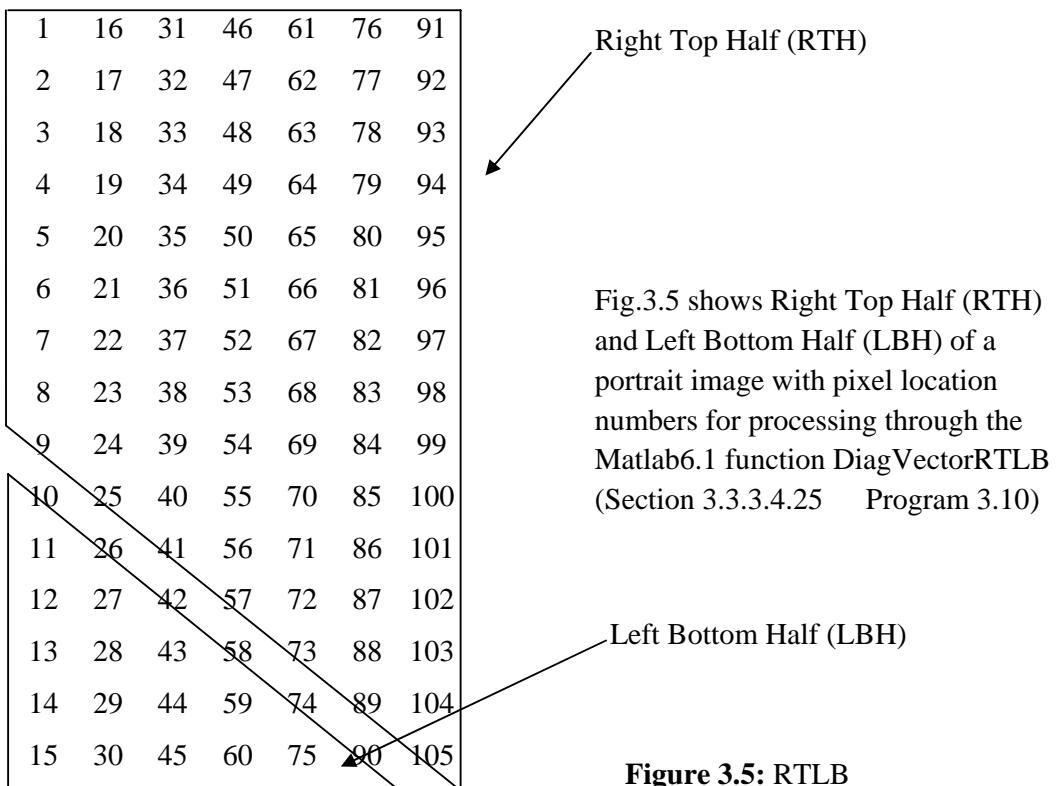 1 16 31 46 61 76 91
Right Top Half (RTH)
2 17 32 47 62 77 92
3 18 33 48 63 78 93
4 19 34 49 64 79 94
5 20 35 50 65 80 95
6 21 36 51 66 81 96
7 22 37 52 67 82 97
8 23 38 53 68 83 98
9 24 39 54 69 84 99
10 25 40 55 70 85 100
11 26 41 56 71 86 101
12 27 42 57 72 87 102
13 28 43 58 73 88 103
14 29 44 59 74 89 104
15 30 45 60 75 90 105
Fig.3.5 shows Right Top Half (RTH)
and Left Bottom Half (LBH) of a
portrait image with pixel location
numbers for processing through the
Matlab6.1 function DiagVectorRTLB
(Section 3.3.3.4.25 Program 3.10)
Left Bottom Half (LBH)
Figure 3.5: RTLB